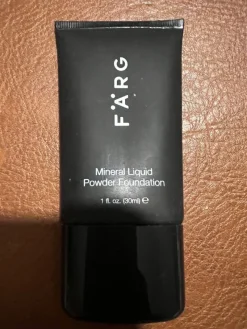 FÄRG
Mineral Liquid
Powder Foundation
1 fl. oz. (30ml) ℮